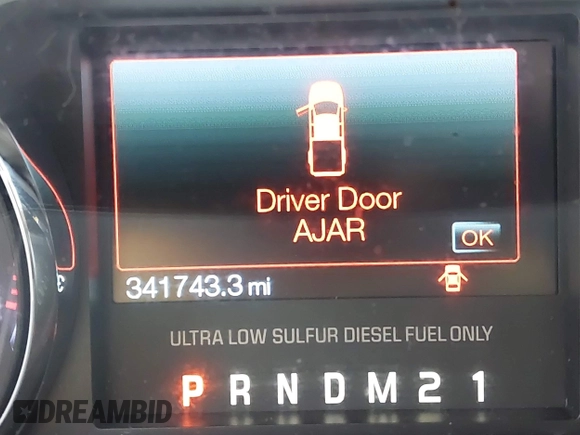 Driver Door
AJAR
OK
341743.3 mi
ULTRA LOW SULFUR DIESEL FUEL ONLY
P R N D M 2 1
DREAMBID